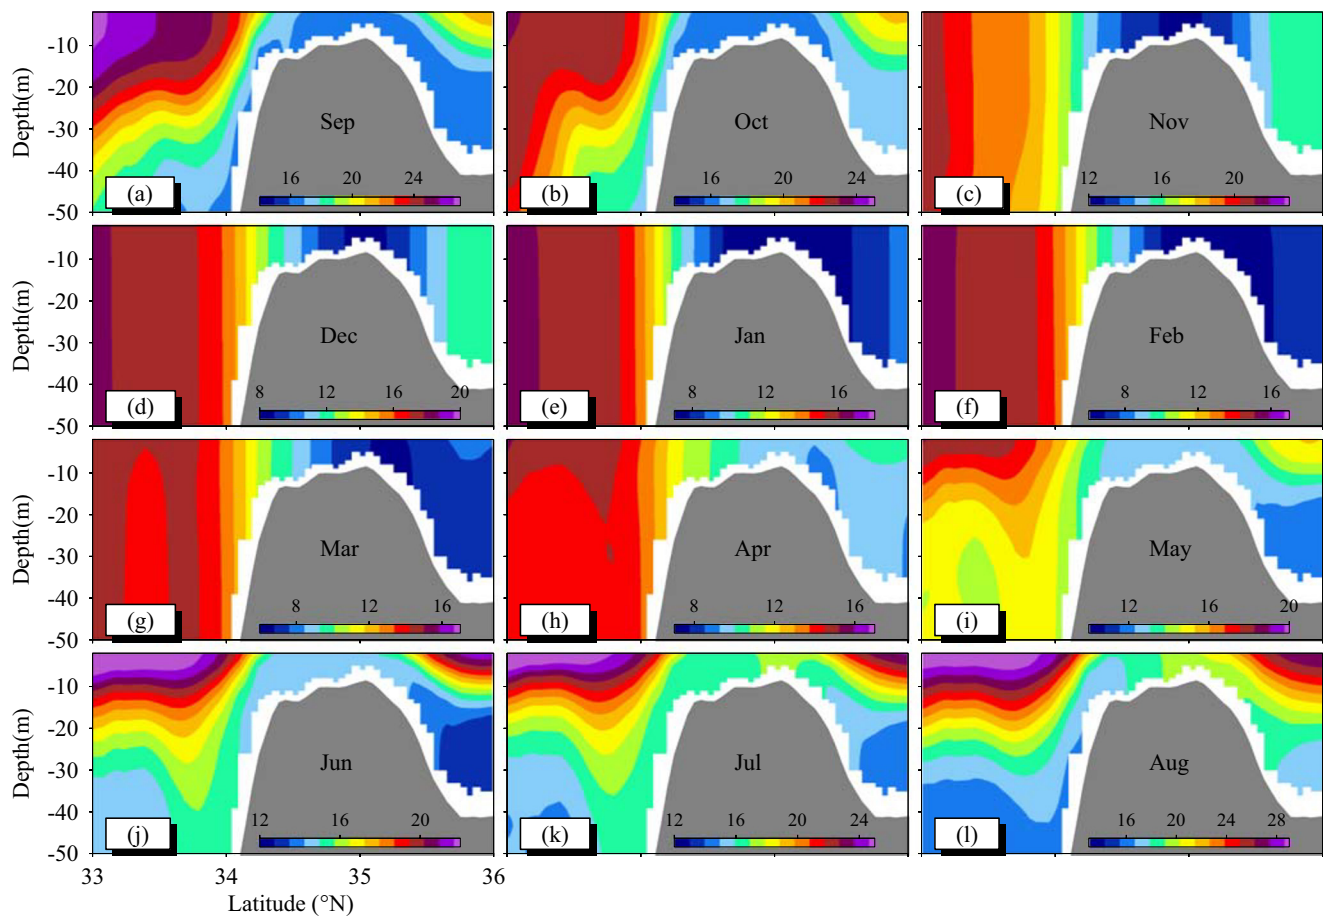 -10
-20
-30
-40
-50
Depth(m)
Sep
16 20 24
(a)
Oct
16 20 24
(b)
Nov
12 16 20
(c)
-10
-20
-30
-40
-50
Depth(m)
Dec
8 12 16 20
(d)
Jan
8 12 16
(e)
Feb
8 12 16
(f)
-10
-20
-30
-40
-50
Depth(m)
Mar
8 12 16
(g)
Apr
8 12 16
(h)
May
12 16 20
(i)
-10
-20
-30
-40
-50
Depth(m)
Jun
12 16 20
(j)
Jul
12 16 20 24
(k)
Aug
16 20 24 28
(l)
33 34 35 36
Latitude (°N)